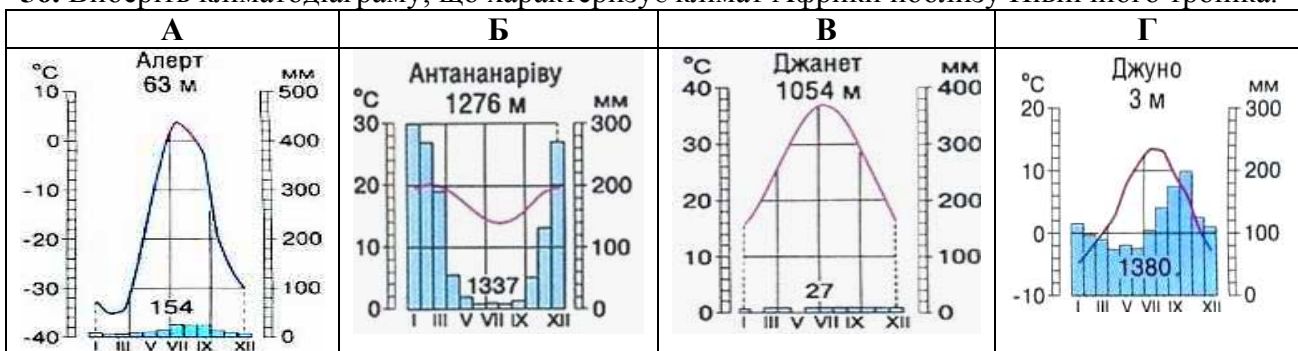 56. Виберіть кліматодіаграму, що характеризує клімат Африки поблизу Північного тропіка.
А Б В Г
Алерт
63 м
°C мм
10 500
0 400
-10 300
-20 200
-30 100
-40 0
154
I III V VII IX XII
Антананаріву
1276 м
°C мм
30 300
20 200
10 100
0 0
1337
I III V VII IX XII
Джанет
1054 м
°C мм
40 400
30 300
20 200
10 100
0 0
27
I III V VII IX XII
Джуно
3 м
°C мм
20 300
10 200
0 100
-10 0
1380
I III V VII IX XII